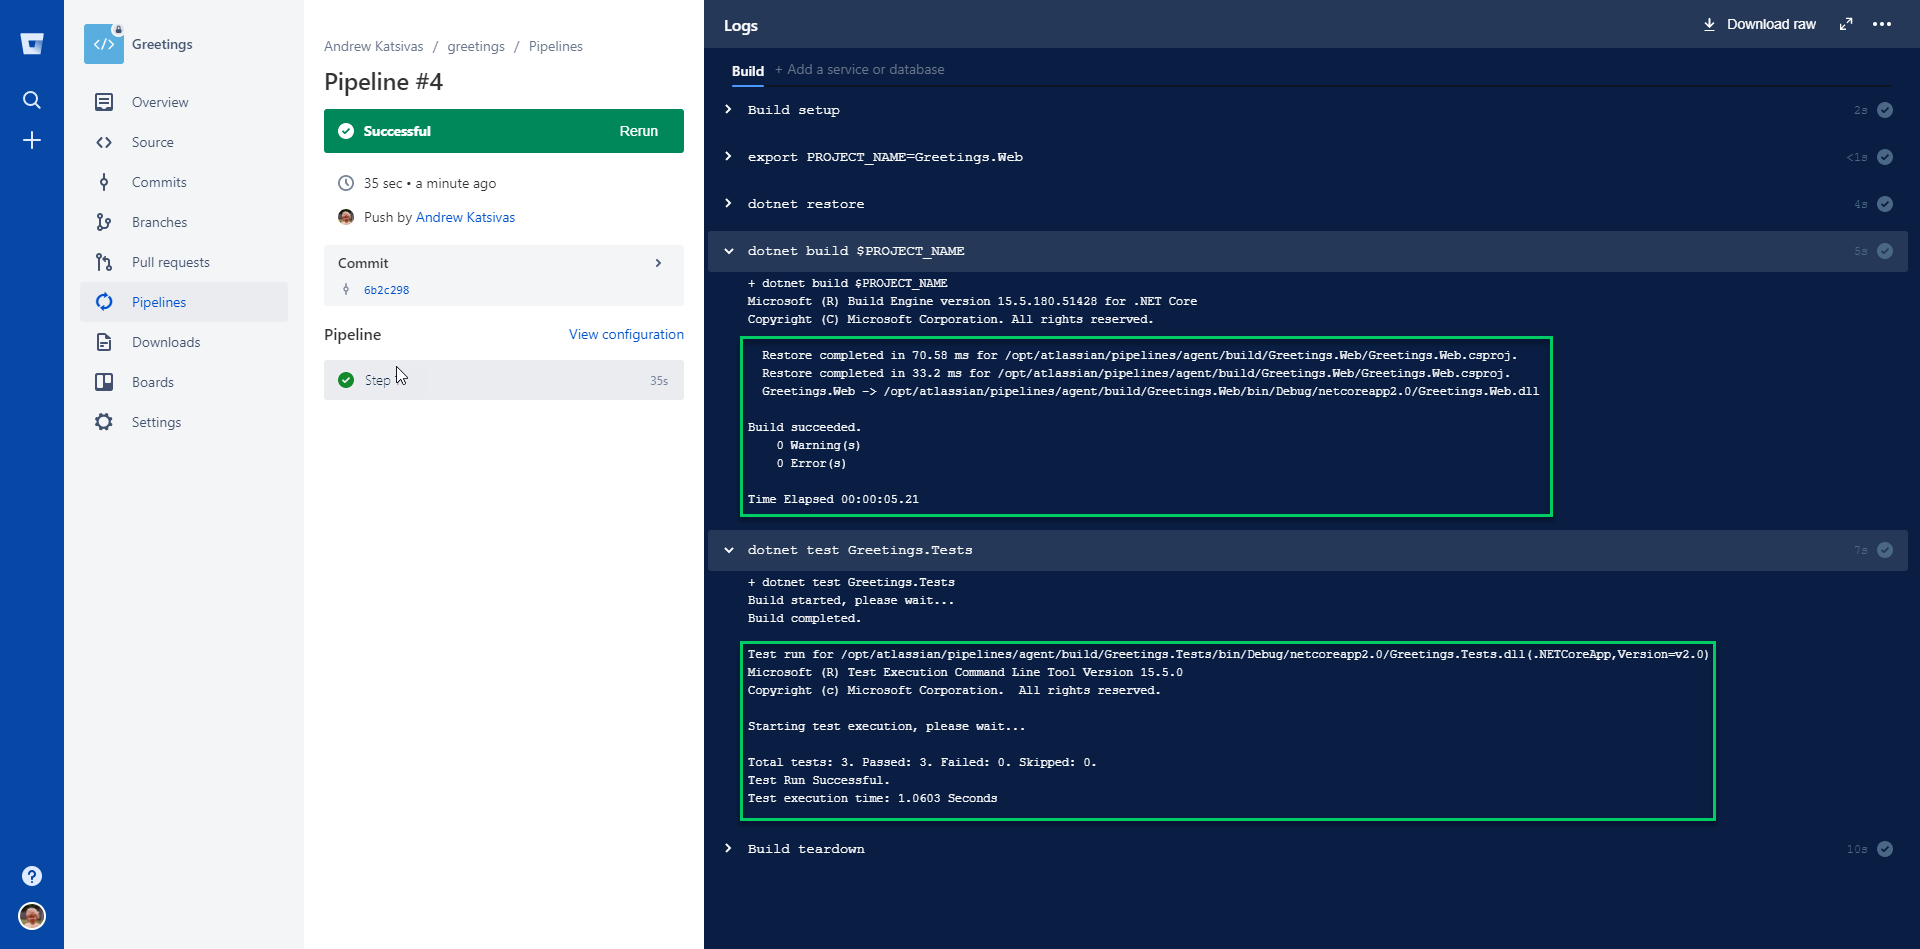 Greetings
Overview
Source
Commits
Branches
Pull requests
Pipelines
Downloads
Boards
Settings
Andrew Katsivas / greetings / Pipelines
Pipeline #4
Successful
Rerun
35 sec • a minute ago
Push by Andrew Katsivas
Commit
6b2c298
Pipeline
View configuration
Step
35s
Logs
Download raw
Build
+ Add a service or database
Build setup
2s
export PROJECT_NAME=Greetings.Web
<1s
dotnet restore
4s
dotnet build $PROJECT_NAME
5s
+ dotnet build $PROJECT_NAME
Microsoft (R) Build Engine version 15.5.180.51428 for .NET Core
Copyright (C) Microsoft Corporation. All rights reserved.
Restore completed in 70.58 ms for /opt/atlassian/pipelines/agent/build/Greetings.Web/Greetings.Web.csproj.
Restore completed in 33.2 ms for /opt/atlassian/pipelines/agent/build/Greetings.Web/Greetings.Web.csproj.
Greetings.Web -> /opt/atlassian/pipelines/agent/build/Greetings.Web/bin/Debug/netcoreapp2.0/Greetings.Web.dll
Build succeeded.
0 Warning(s)
0 Error(s)
Time Elapsed 00:00:05.21
dotnet test Greetings.Tests
7s
+ dotnet test Greetings.Tests
Build started, please wait...
Build completed.
Test run for /opt/atlassian/pipelines/agent/build/Greetings.Tests/bin/Debug/netcoreapp2.0/Greetings.Tests.dll(.NETCoreApp,Version=v2.0)
Microsoft (R) Test Execution Command Line Tool Version 15.5.0
Copyright (c) Microsoft Corporation.  All rights reserved.
Starting test execution, please wait...
Total tests: 3. Passed: 3. Failed: 0. Skipped: 0.
Test Run Successful.
Test execution time: 1.0603 Seconds
Build teardown
10s